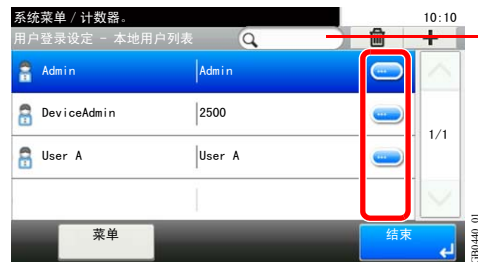 系统菜单 / 计数器。 10:10
用户登录设定 - 本地用户列表
Admin Admin
DeviceAdmin 2500
1/1
User A User A
菜单 结束
GB0440_01